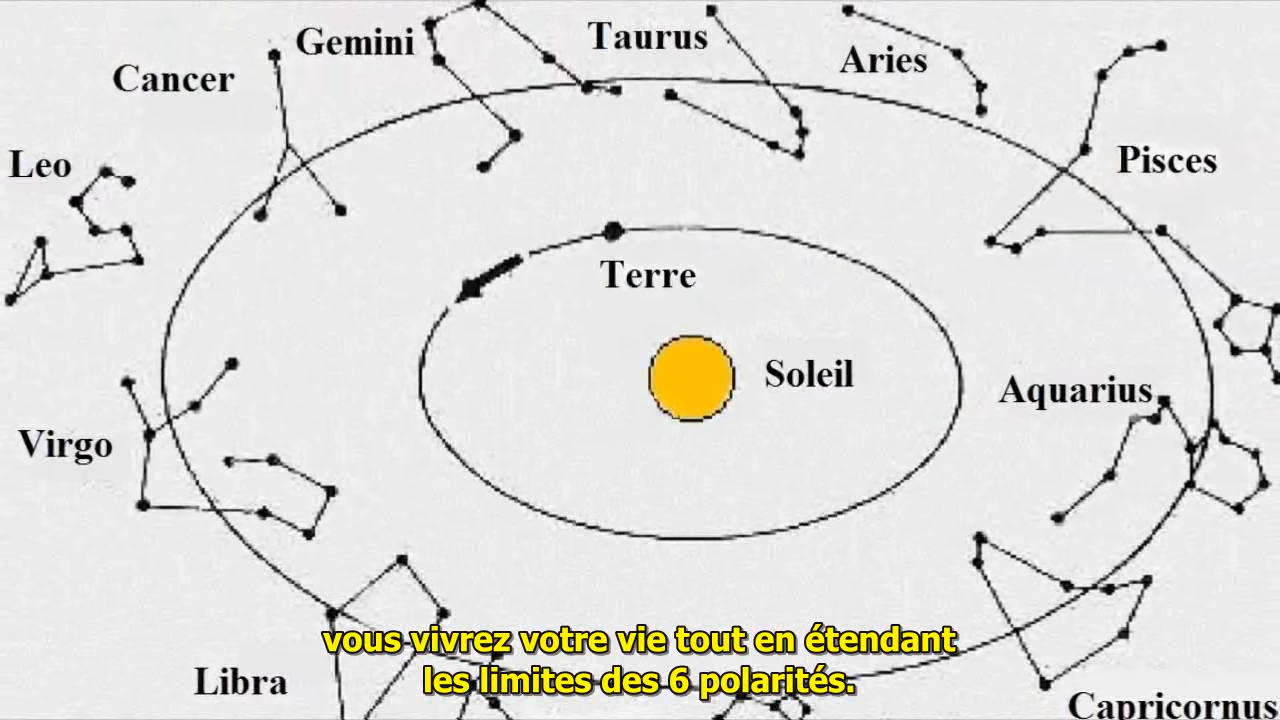 Taurus
Gemini
Aries
Cancer
Leo
Pisces
Terre
Soleil
Aquarius
Virgo
vous vivrez votre vie tout en étendant
les limites des 6 polarités.
Libra
Capricornus